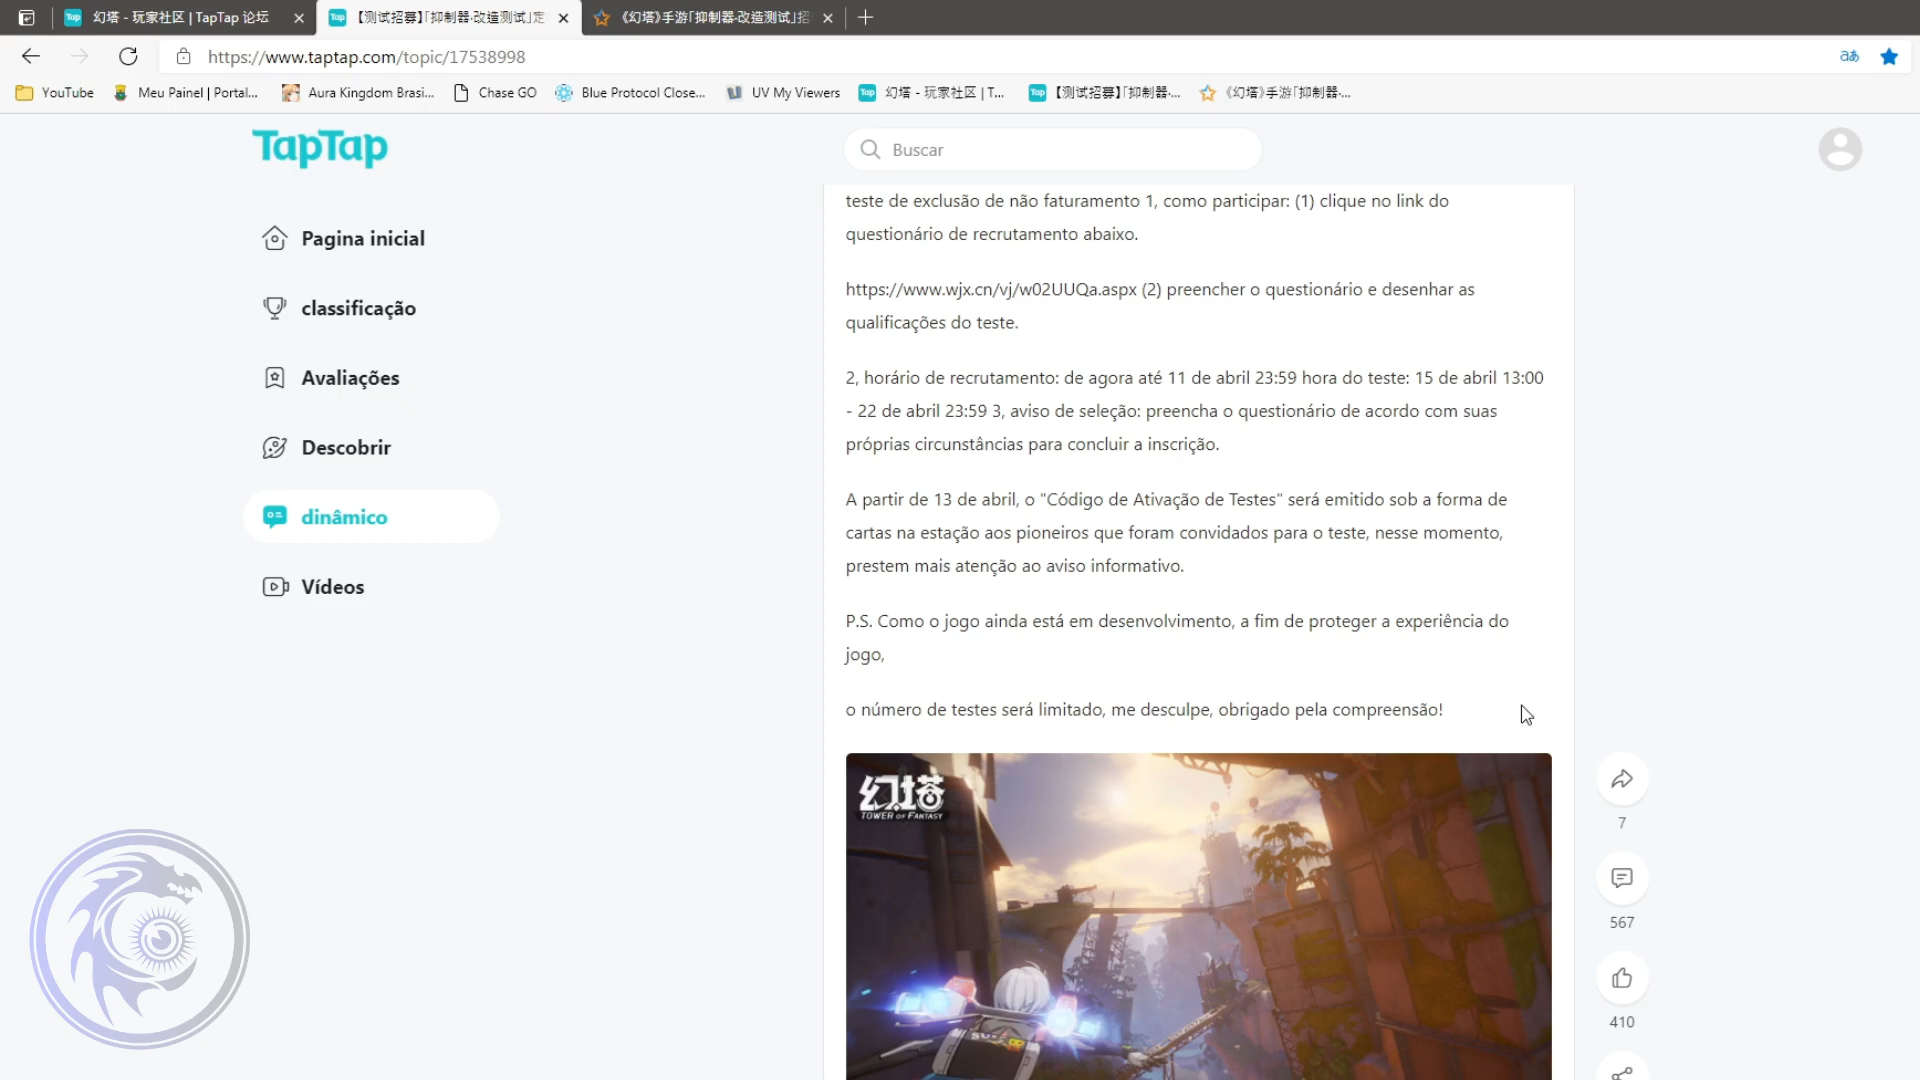 幻塔 - 玩家社区 | TapTap 论坛
【测试招募】「抑制器·改造测试」定
《幻塔》手游「抑制器·改造测试」招
https://www.taptap.com/topic/17538998
YouTube
Meu Painel | Portal...
Aura Kingdom Brasi...
Chase GO
Blue Protocol Close...
UV My Viewers
幻塔 - 玩家社区 | T...
【测试招募】「抑制器·...
《幻塔》手游「抑制器·...
TapTap
Buscar
Pagina inicial
classificação
Avaliações
Descobrir
dinâmico
Vídeos
teste de exclusão de não faturamento 1, como participar: (1) clique no link do
questionário de recrutamento abaixo.
https://www.wjx.cn/vj/w02UUQa.aspx (2) preencher o questionário e desenhar as
qualificações do teste.
2, horário de recrutamento: de agora até 11 de abril 23:59 hora do teste: 15 de abril 13:00
- 22 de abril 23:59 3, aviso de seleção: preencha o questionário de acordo com suas
próprias circunstâncias para concluir a inscrição.
A partir de 13 de abril, o "Código de Ativação de Testes" será emitido sob a forma de
cartas na estação aos pioneiros que foram convidados para o teste, nesse momento,
prestem mais atenção ao aviso informativo.
P.S. Como o jogo ainda está em desenvolvimento, a fim de proteger a experiência do
jogo,
o número de testes será limitado, me desculpe, obrigado pela compreensão!
幻塔
TOWER OF FANTASY
7
567
410